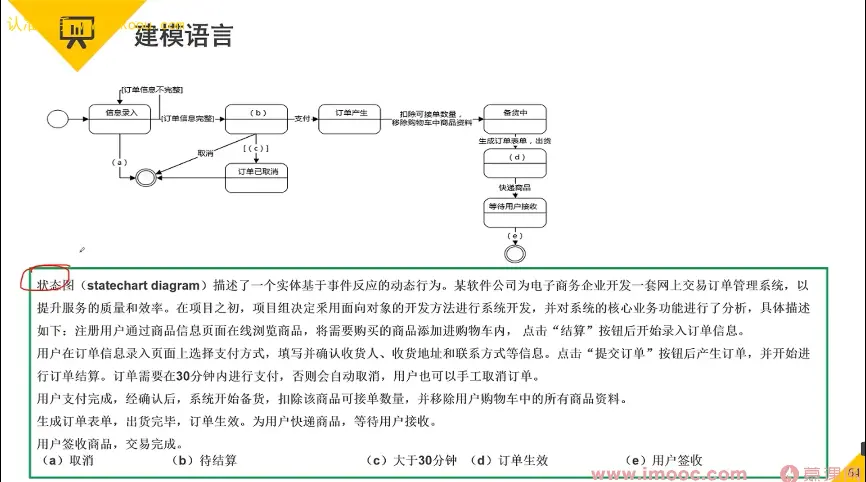 建模语言
[订单信息不完整]
信息录入
[订单信息完整]
(b)
支付
订单产生
扣除可接单数量,
移除购物车中商品资料
备货中
生成订单表单,出货
(a)
取消
[(c)]
订单已取消
(d)
快递商品
等待用户接收
(e)
状态图(statechart diagram)描述了一个实体基于事件反应的动态行为。某软件公司为电子商务企业开发一套网上交易订单管理系统,以
提升服务的质量和效率。在项目之初,项目组决定采用面向对象的开发方法进行系统开发,并对系统的核心业务功能进行了分析,具体描述
如下:注册用户通过商品信息页面在线浏览商品,将需要购买的商品添加进购物车内, 点击“结算”按钮后开始录入订单信息。
用户在订单信息录入页面上选择支付方式,填写并确认收货人、收货地址和联系方式等信息。点击“提交订单”按钮后产生订单,并开始进
行订单结算。订单需要在30分钟内进行支付,否则会自动取消,用户也可以手工取消订单。
用户支付完成,经确认后,系统开始备货,扣除该商品可接单数量,并移除用户购物车中的所有商品资料。
生成订单表单,出货完毕,订单生效。为用户快递商品,等待用户接收。
用户签收商品,交易完成。
(a)取消 (b)待结算 (c)大于30分钟 (d)订单生效 (e)用户签收
www.imooc.com
64